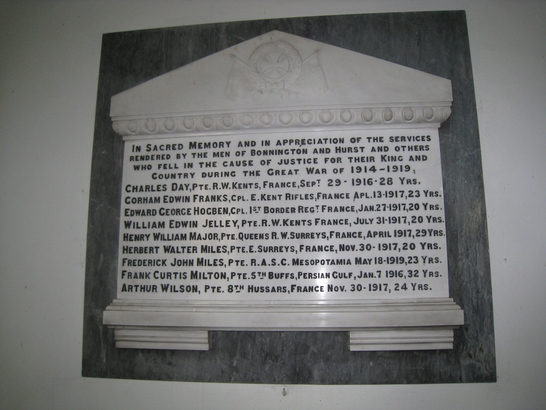 IN SACRED MEMORY AND IN APPRECIATION OF THE SERVICES
RENDERED BY THE MEN OF BONNINGTON AND HURST AND OTHERS
WHO FELL IN THE CAUSE OF JUSTICE FOR THEIR KING AND
COUNTRY DURING THE GREAT WAR OF 1914-1919,
CHARLES DAY, PTE. R.W. KENTS, FRANCE, SEPT. 29-1916-28 YRS.
GORHAM EDWIN FRANKS, CPL. E. KENT RIFLES, FRANCE APL. 13-1917, 23 YRS.
EDWARD GEORGE HOGBEN, CPL. 1ST BORDER REGT. FRANCE, JAN. 27-1917, 20 YRS.
WILLIAM EDWIN JELLEY, PTE. R.W. KENTS FRANCE, JULY 31-1917, 20 YRS.
HENRY WILLIAM MAJOR, PTE. QUEENS R.W. SURREYS, FRANCE, APRIL 1917, 29 YRS.
HERBERT WALTER MILES, PTE. E. SURREYS, FRANCE, NOV. 30-1917, 20 YRS.
FREDERICK JOHN MILES, PTE. R.A.S.C. MESOPOTAMIA MAY 18-1919, 23 YRS.
FRANK CURTIS MILTON, PTE. 5TH BUFFS, PERSIAN GULF, JAN. 7 1916, 32 YRS.
ARTHUR WILSON, PTE. 8TH HUSSARS, FRANCE NOV. 30-1917, 24 YRS.